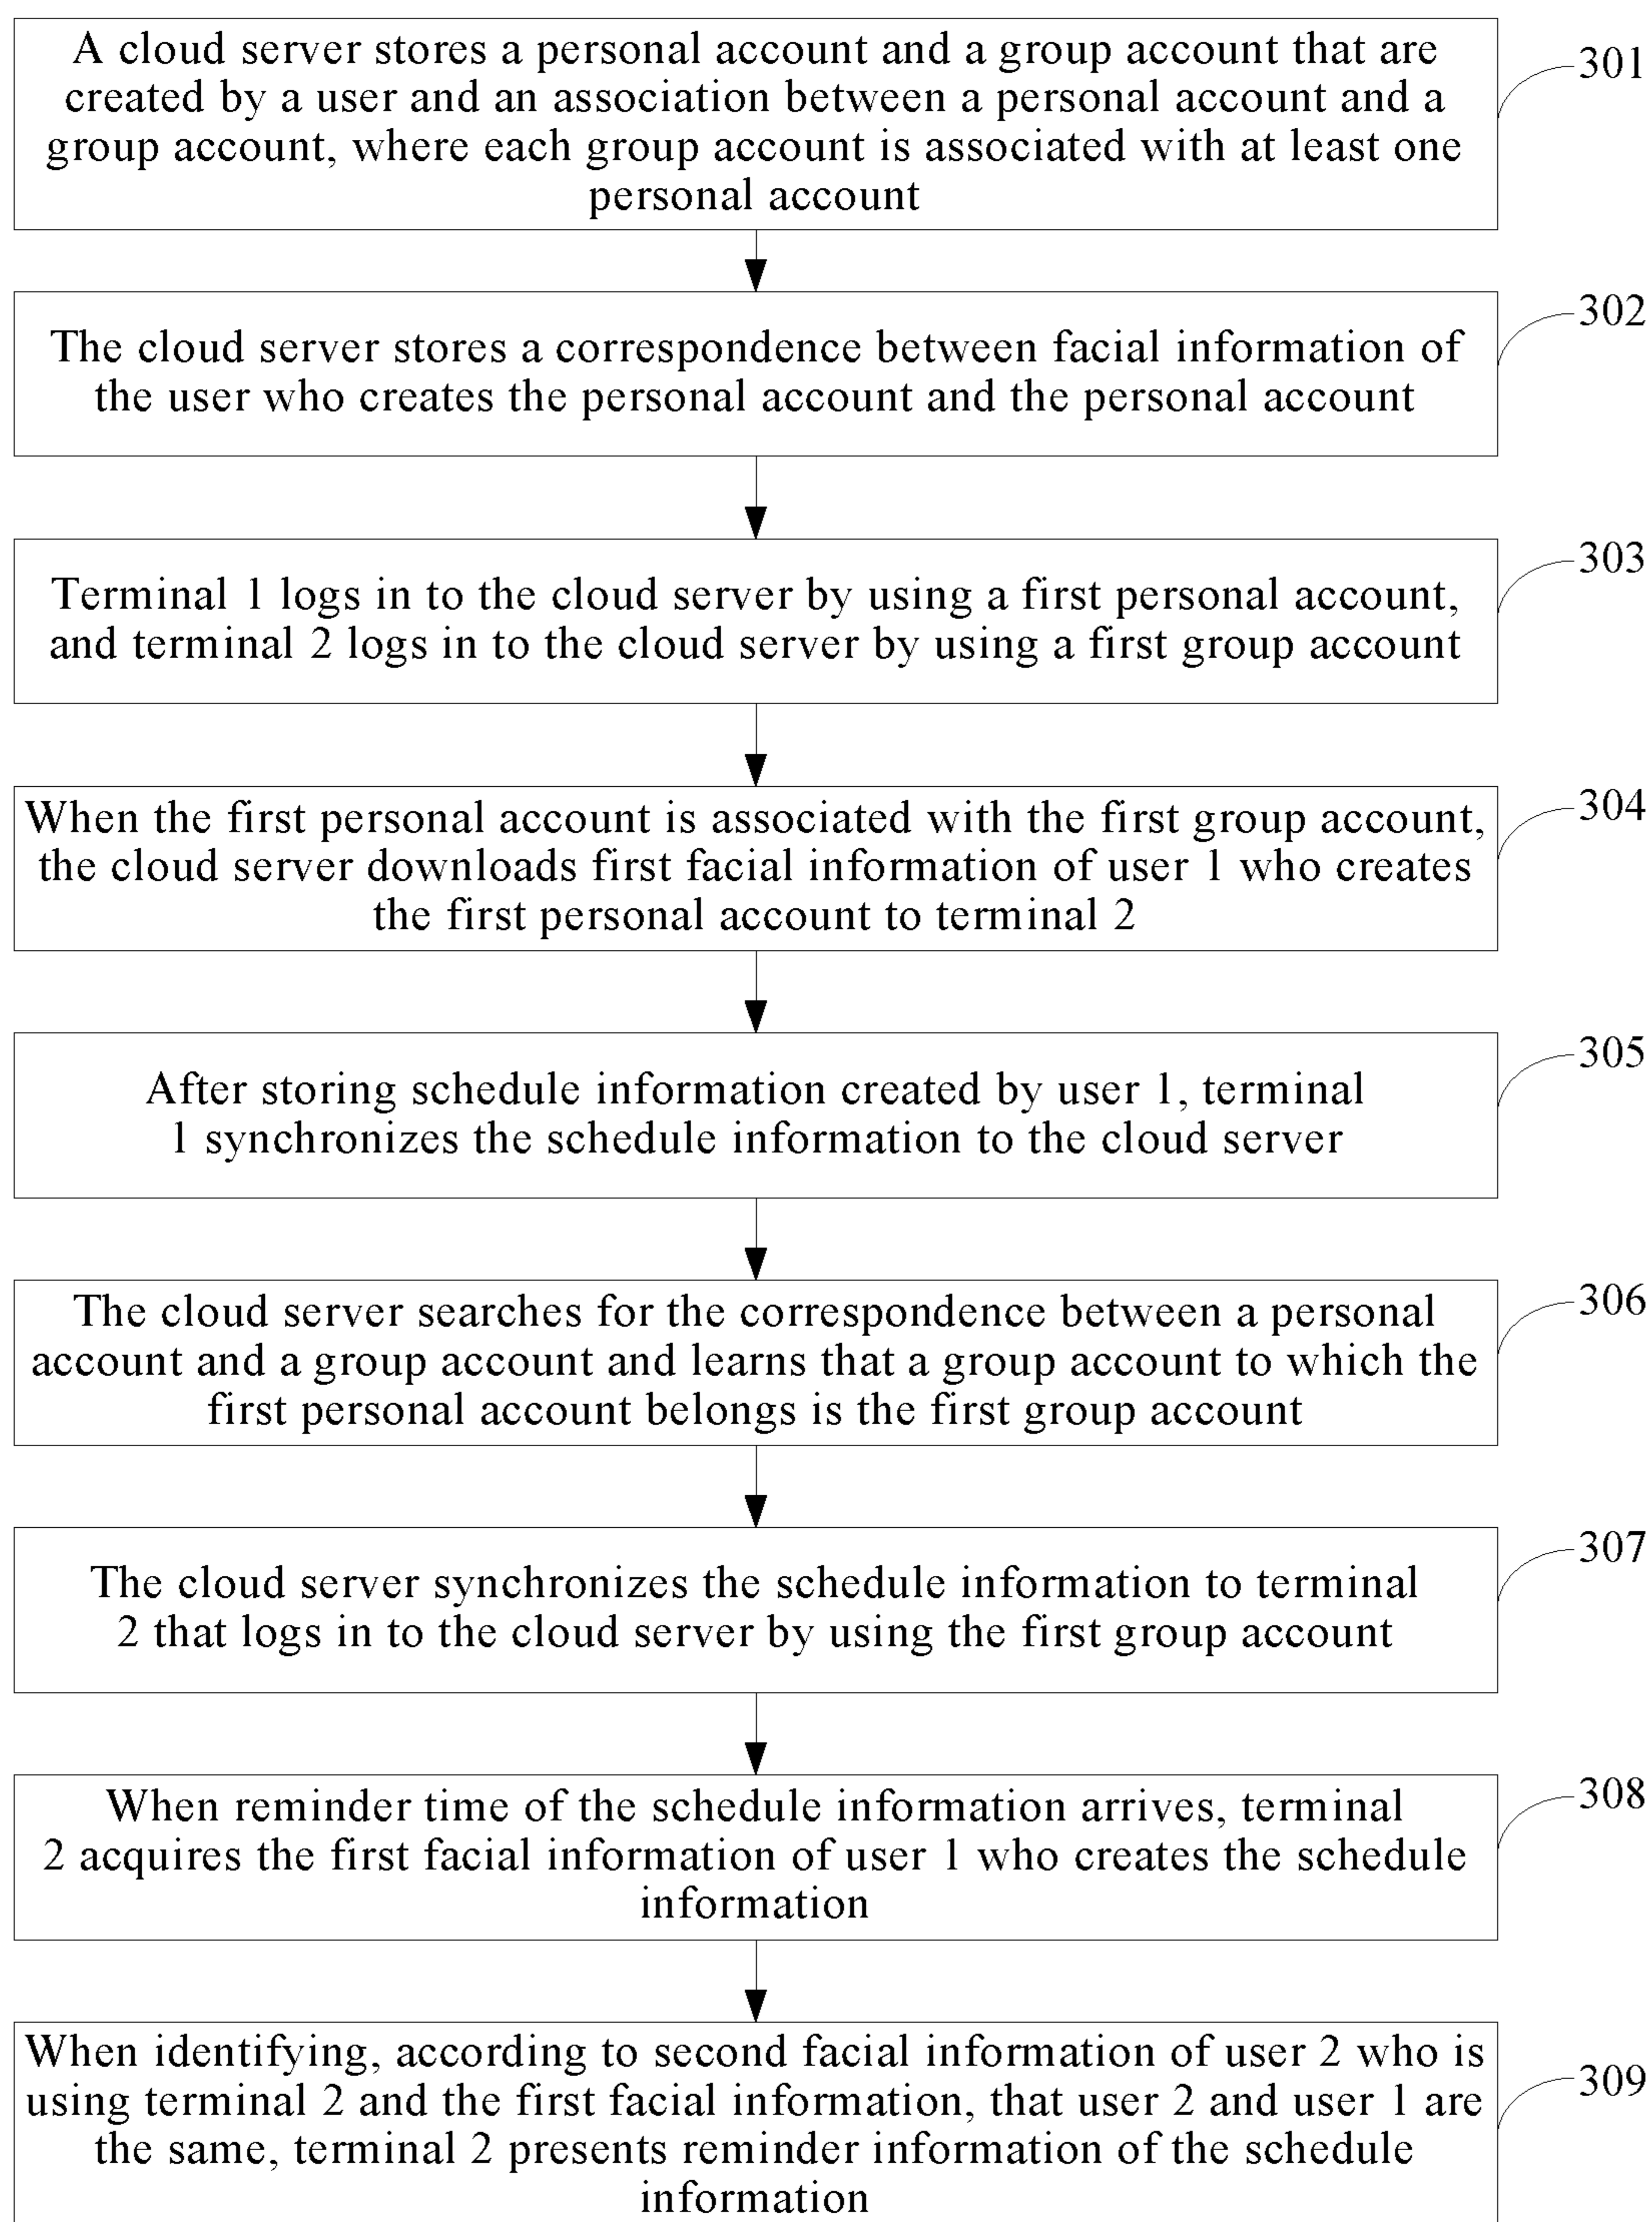 A cloud server stores a personal account and a group account that are
created by a user and an association between a personal account and a
group account, where each group account is associated with at least one
personal account
301
The cloud server stores a correspondence between facial information of
the user who creates the personal account and the personal account
302
Terminal 1 logs in to the cloud server by using a first personal account,
and terminal 2 logs in to the cloud server by using a first group account
303
When the first personal account is associated with the first group account,
the cloud server downloads first facial information of user 1 who creates
the first personal account to terminal 2
304
After storing schedule information created by user 1, terminal
1 synchronizes the schedule information to the cloud server
305
The cloud server searches for the correspondence between a personal
account and a group account and learns that a group account to which the
first personal account belongs is the first group account
306
The cloud server synchronizes the schedule information to terminal
2 that logs in to the cloud server by using the first group account
307
When reminder time of the schedule information arrives, terminal
2 acquires the first facial information of user 1 who creates the schedule
information
308
When identifying, according to second facial information of user 2 who is
using terminal 2 and the first facial information, that user 2 and user 1 are
the same, terminal 2 presents reminder information of the schedule
information
309